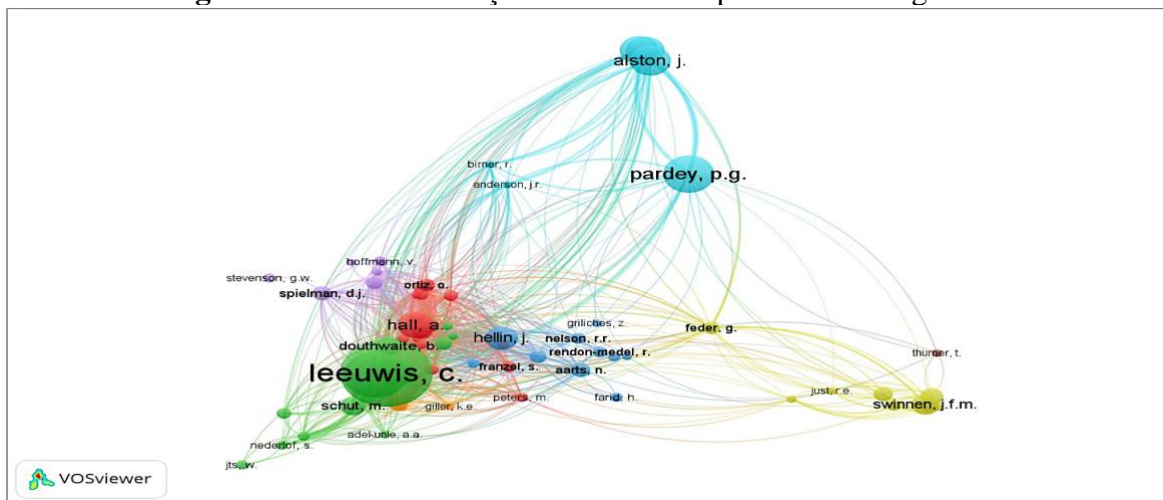 alston, j.
birner, r.
pardey, p.g.
anderson, j.r.
hoffmann, v.
stevenson, g.w.
ortiz, o.
spielman, d.j.
hall, a.
griliches, z.
feder, g.
hellin, j.
nelson, r.r.
douthwaite, b.
rendon-medel, r.
thurner, t.
leeuwis, c.
franzel, s.
aarts, n.
just, r.e.
peters, m.
farid, h.
schut, m.
giller, k.e.
swinnen, j.f.m.
adekunle, a.a.
nederlof, s.
jts, w.
VOSviewer